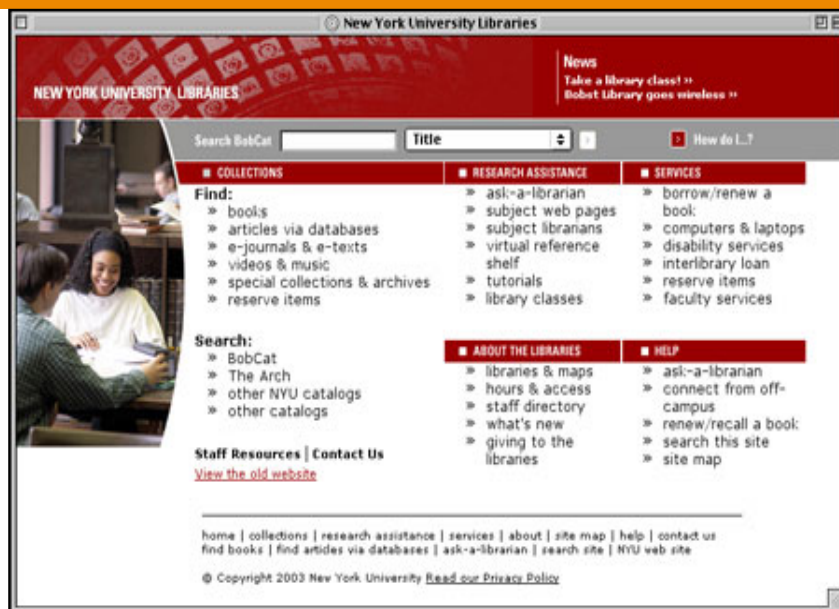 New York University Libraries
NEW YORK UNIVERSITY LIBRARIES
News
Take a library class! »
Bobst Library goes wireless »
Search BobCat
Title
How do I...?
COLLECTIONS
Find:
» books
» articles via databases
» e-journals & e-texts
» videos & music
» special collections & archives
» reserve items
Search:
» BobCat
» The Arch
» other NYU catalogs
» other catalogs
Staff Resources | Contact Us
View the old website
RESEARCH ASSISTANCE
» ask-a-librarian
» subject web pages
» subject librarians
» virtual reference
shelf
» tutorials
» library classes
SERVICES
» borrow/renew a
book
» computers & laptops
» disability services
» interlibrary loan
» reserve items
» faculty services
ABOUT THE LIBRARIES
» libraries & maps
» hours & access
» staff directory
» what's new
» giving to the
libraries
HELP
» ask-a-librarian
» connect from off-
campus
» renew/recall a book
» search this site
» site map
home | collections | research assistance | services | about | site map | help | contact us
find books | find articles via databases | ask-a-librarian | search site | NYU web site
© Copyright 2003 New York University Read our Privacy Policy